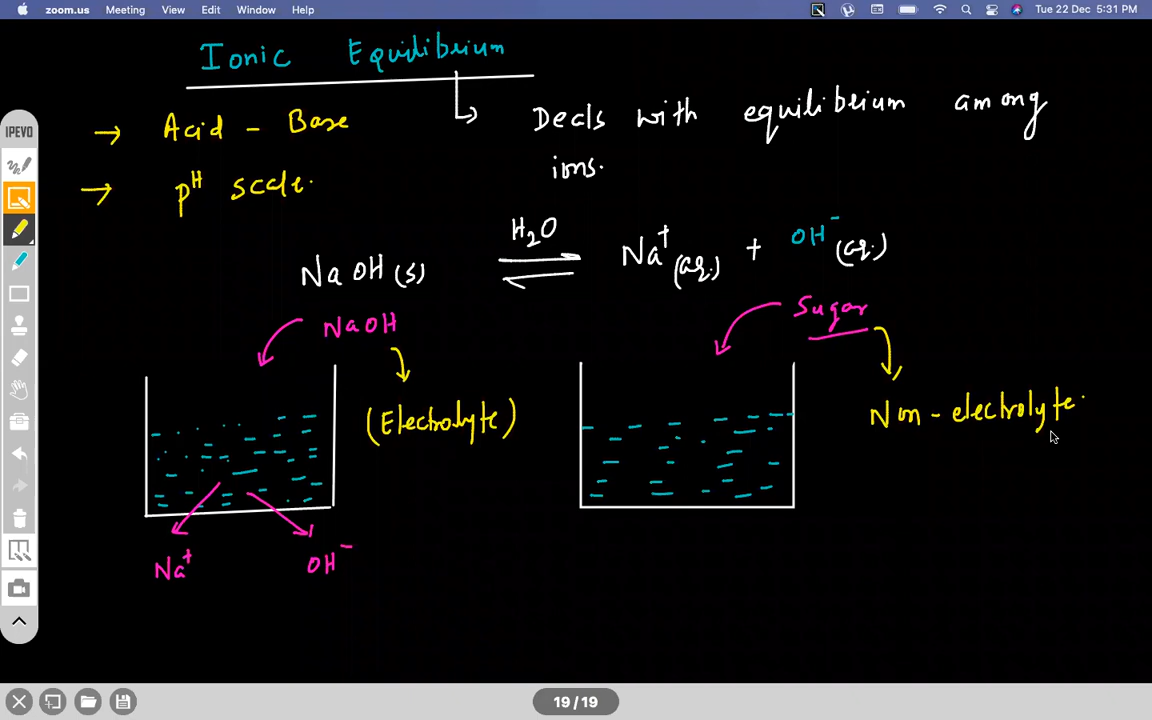 zoom.us Meeting View Edit Window Help Tue 22 Dec 5:31 PM
IPEVO
Ionic Equilibrium
↳ Deals with equilibrium among
ions.
→ Acid - Base
→ pH scale.
NaOH(s) ⇌ H2O Na+(aq.) + OH-(aq.)
NaOH
(Electrolyte)
Na+ OH-
Sugar
Non-electrolyte.
19/19